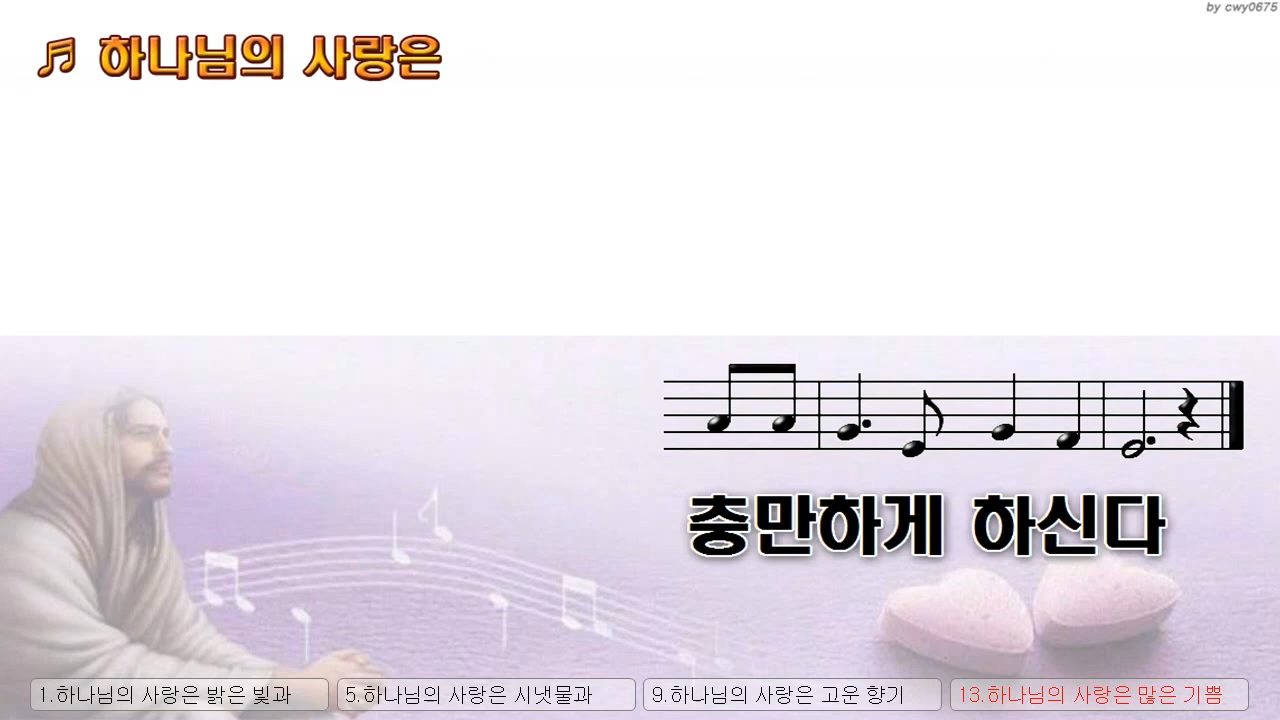 by cwy0675
♬ 하나님의 사랑은
충만하게 하신다
1.하나님의 사랑은 밝은 빛과
5.하나님의 사랑은 시냇물과
9.하나님의 사랑은 고운 향기
13.하나님의 사랑은 많은 기쁨